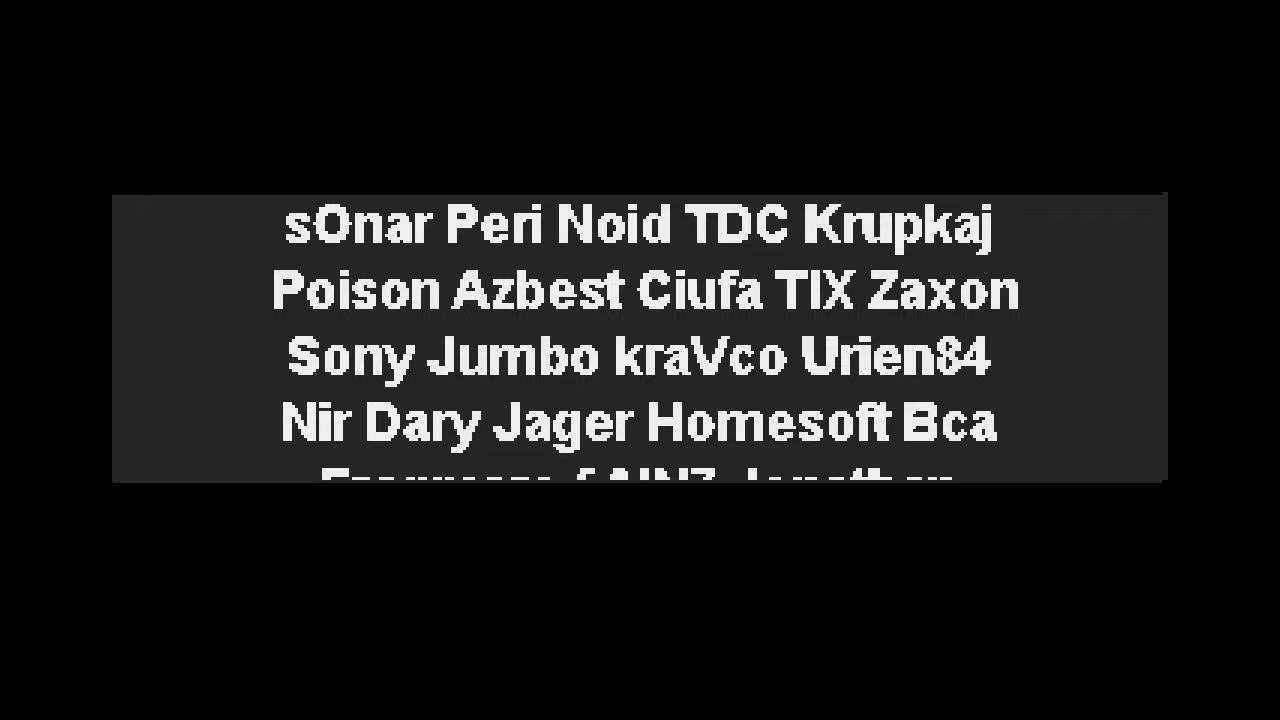 sOnar Peri Noid TDC Krupkaj
Poison Azbest Ciufa TIX Zaxon
Sony Jumbo kraVco Urien84
Nir Dary Jager Homesoft Bca